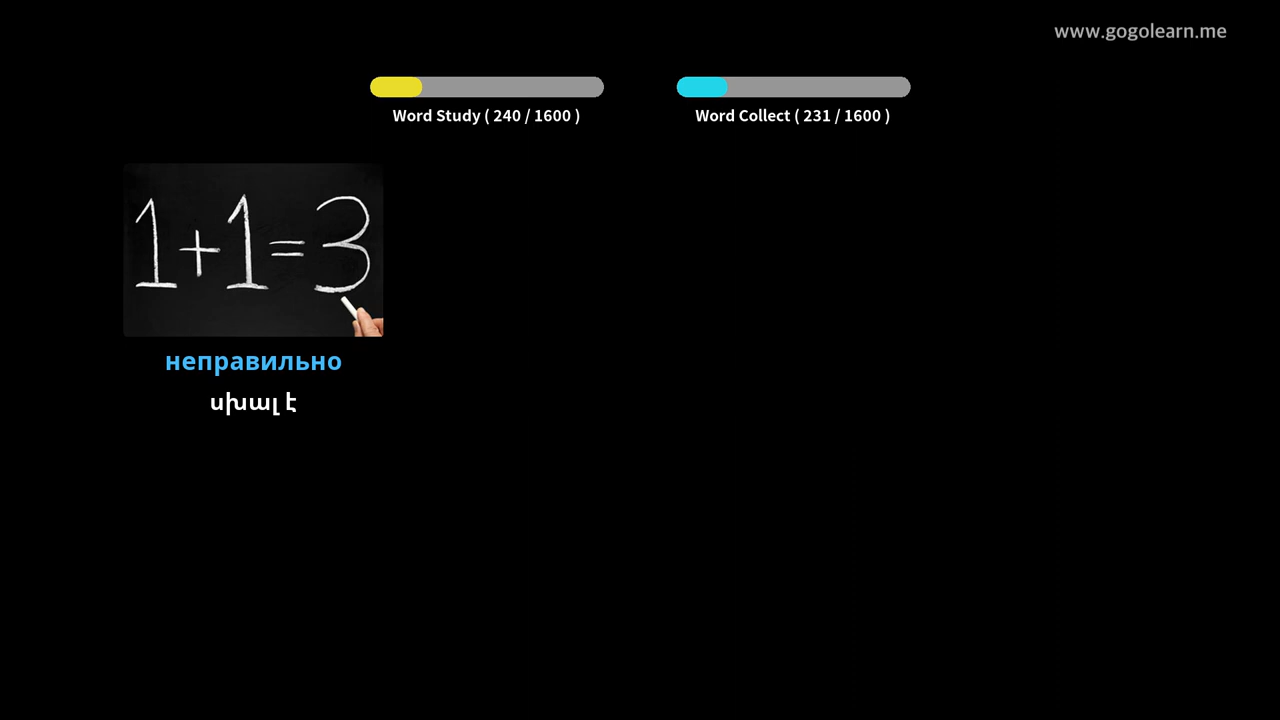 www.gogolearn.me
Word Study ( 240 / 1600 )
Word Collect ( 231 / 1600 )
1+1=3
неправильно
սխալ է